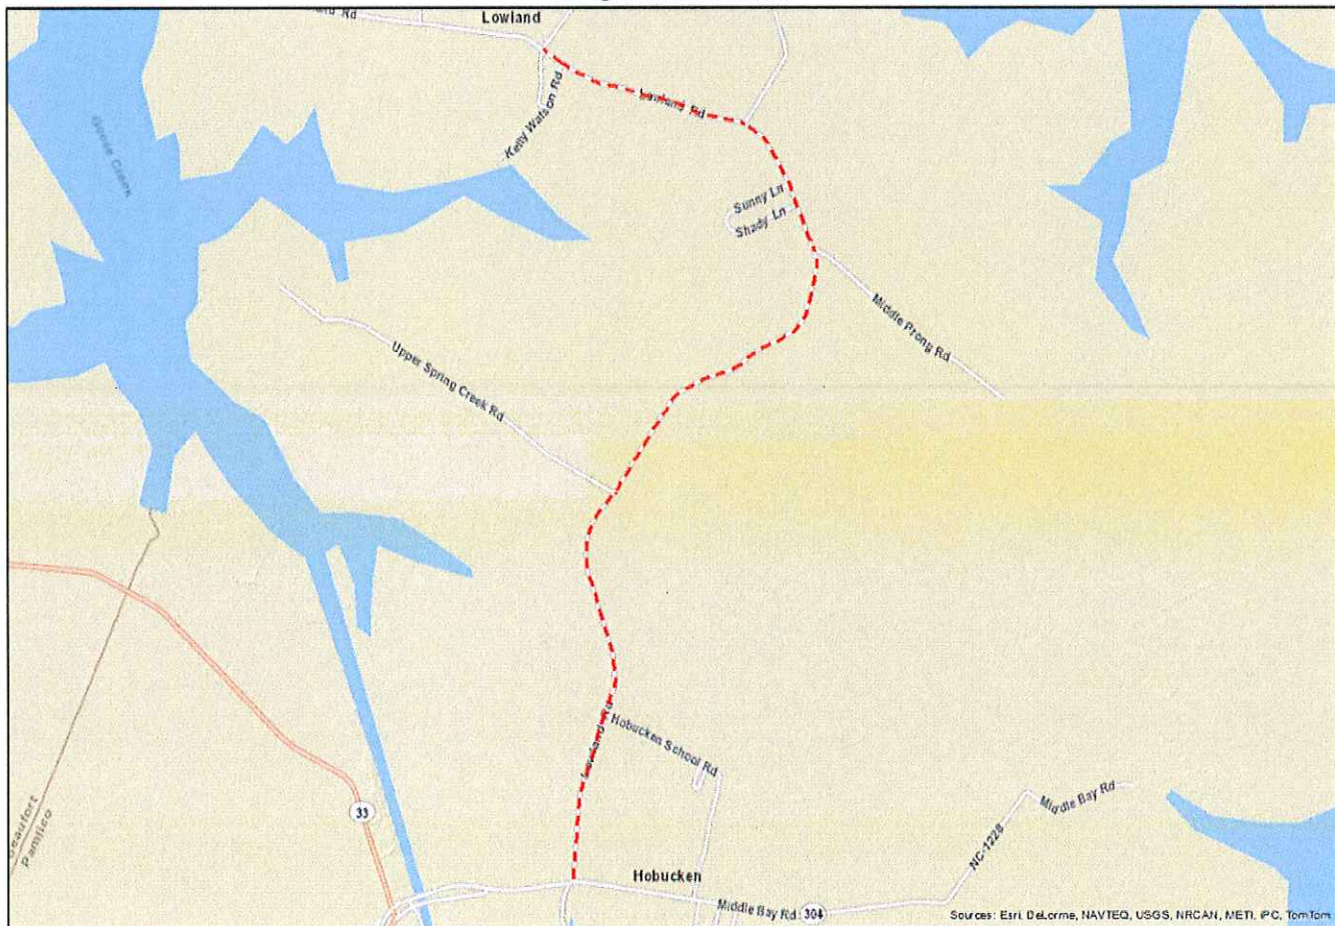 Rd
Lowland
Kelly Watson Rd
Lowland Rd
Goose Creek
Sunny Ln
Shady Ln
Middle Prong Rd
Upper Spring Creek Rd
Lowland Rd
Hobucken School Rd
33
Beaufort
Pamlico
Middle Bay Rd
NC-1228
Hobucken
Middle Bay Rd
304
Sources: Esri, DeLorme, NAVTEQ, USGS, NRCAN, METI, iPC, TomTom